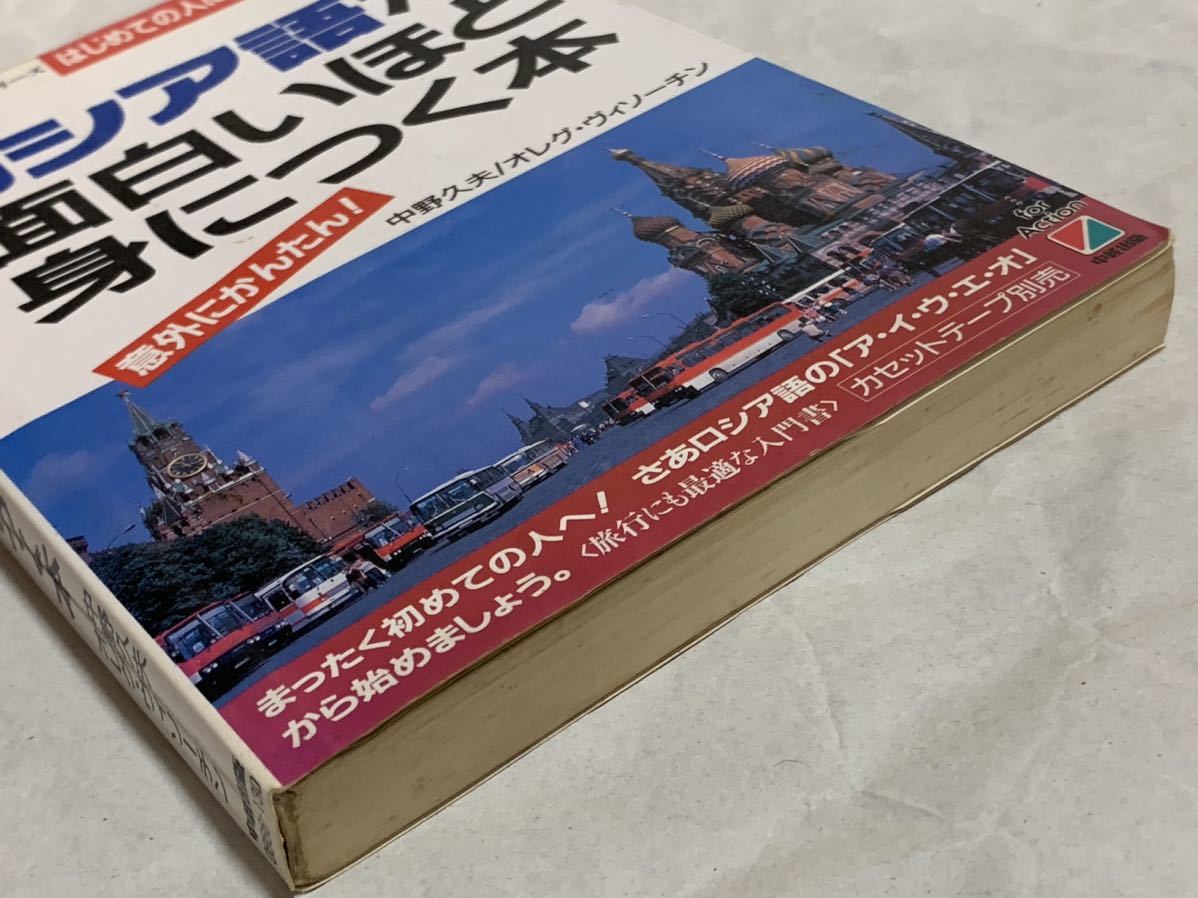 ーズ はじめての人に
シア語が
面白いほど
身につく本
意外にかんたん!
中野久夫/オレグ・ヴィソーチン
for
Action
中経出版
まったく初めての人へ! さあロシア語の「ア・イ・ウ・エ・オ」
から始めましょう。〈旅行にも最適な入門書〉 カセットテープ別売